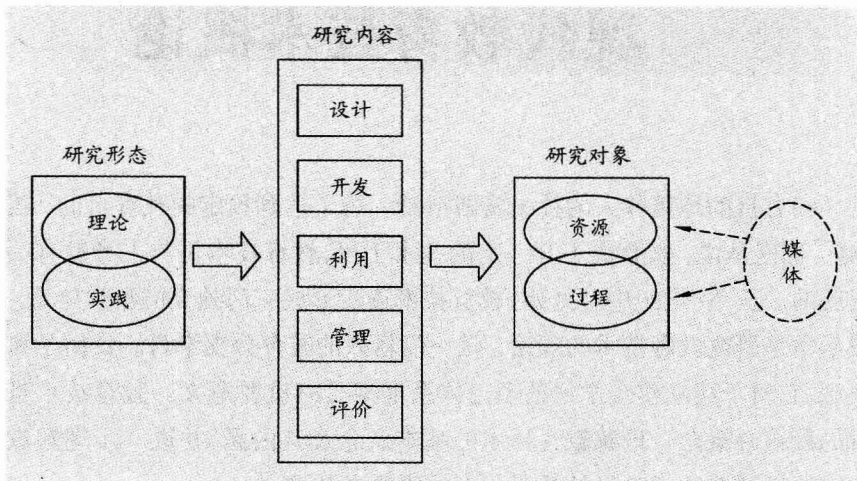 研究内容
设计
研究形态
研究对象
开发
理论
资源
利用
媒体
实践
过程
管理
评价